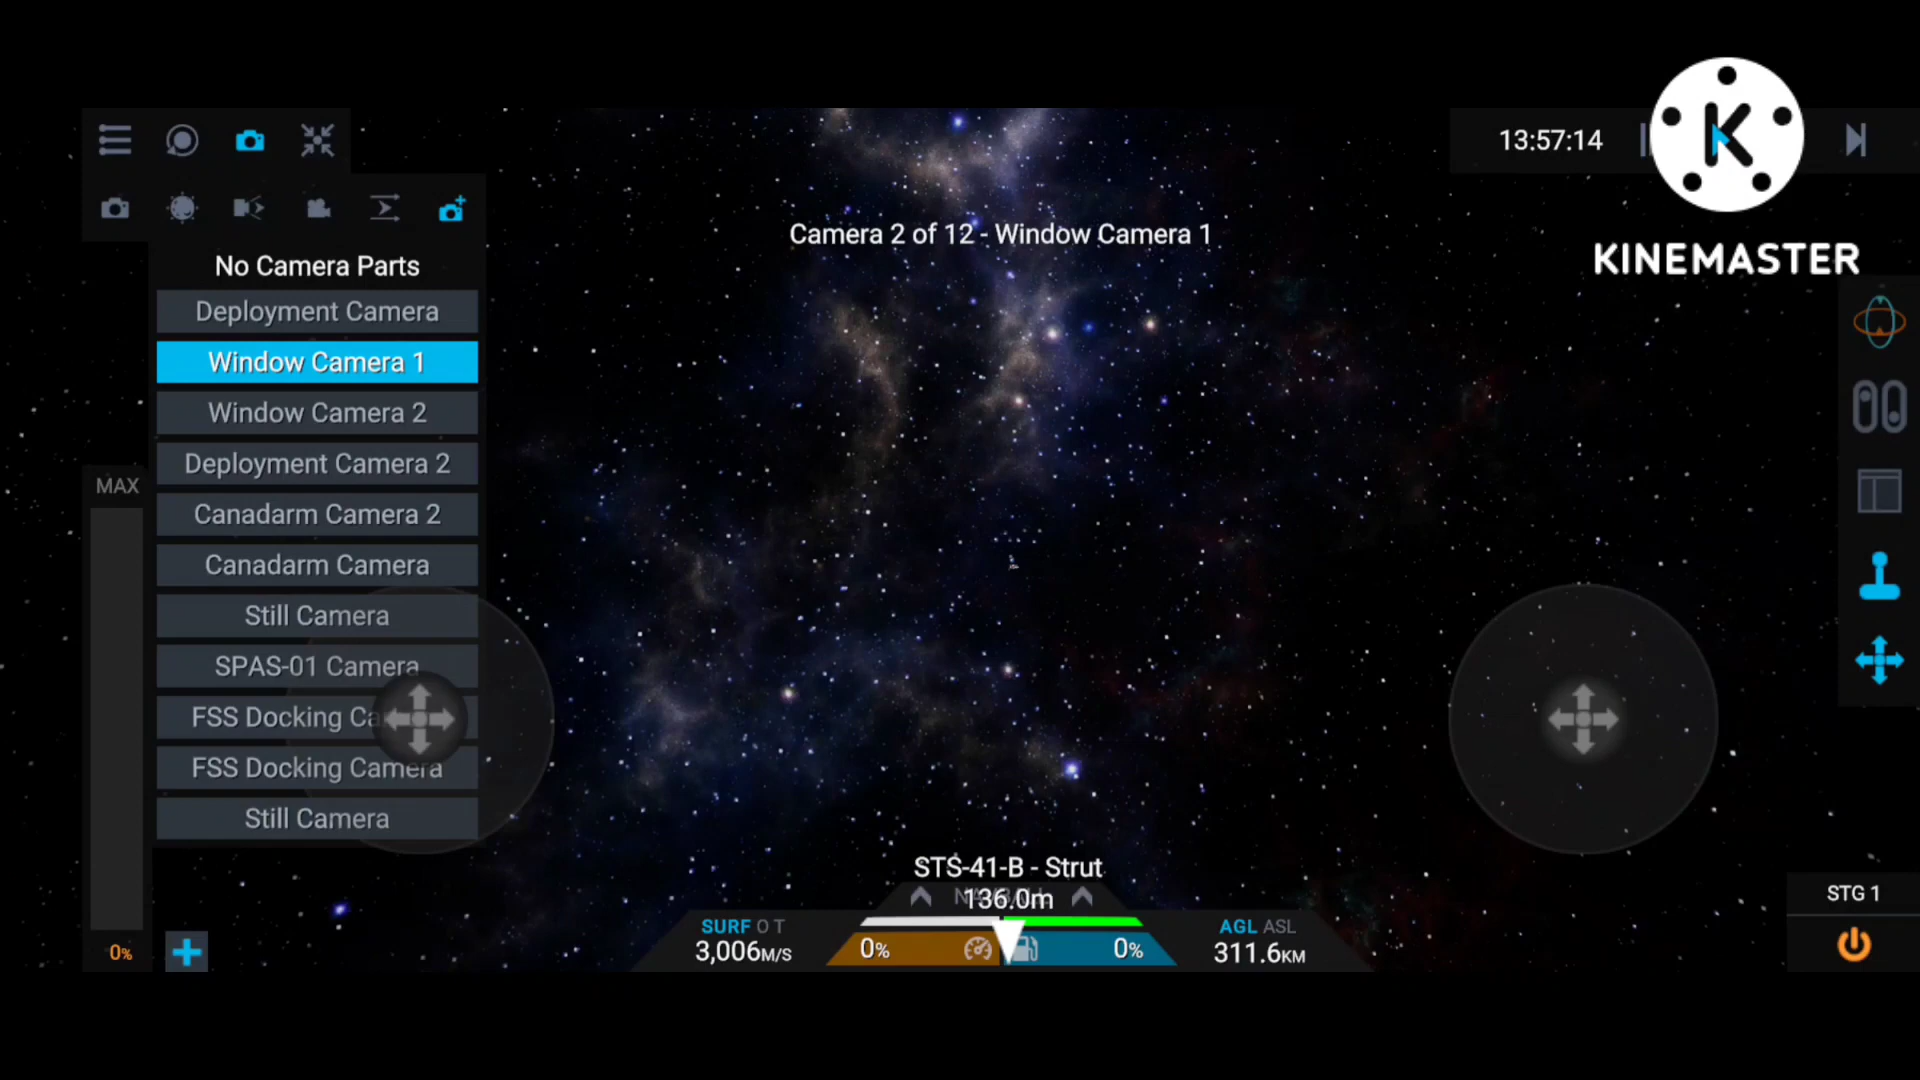 13:57:14
KINEMASTER
Camera 2 of 12 - Window Camera 1
No Camera Parts
Deployment Camera
Window Camera 1
Window Camera 2
Deployment Camera 2
Canadarm Camera 2
Canadarm Camera
Still Camera
SPAS-01 Camera
FSS Docking Ca
FSS Docking Camera
Still Camera
MAX
0%
STS-41-B - Strut
136.0m
SURF O T
3,006M/S
0%
0%
AGL ASL
311.6KM
STG 1